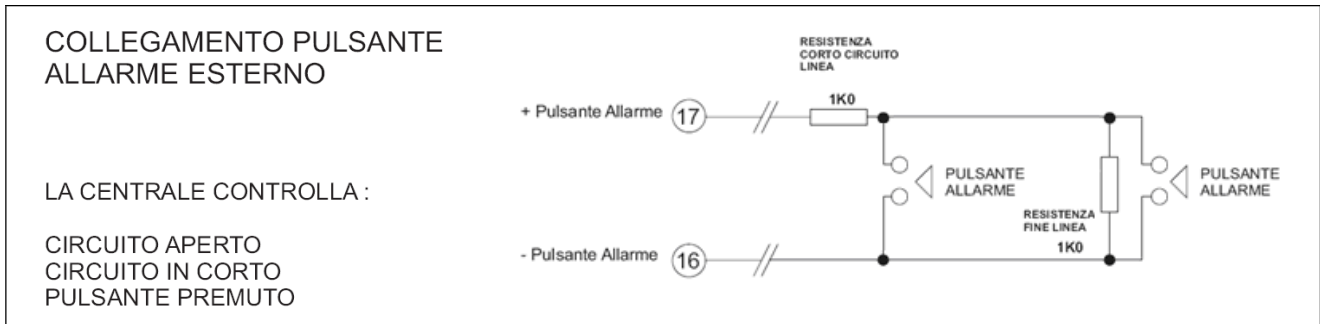 COLLEGAMENTO PULSANTE
ALLARME ESTERNO
LA CENTRALE CONTROLLA :
CIRCUITO APERTO
CIRCUITO IN CORTO
PULSANTE PREMUTO
RESISTENZA
CORTO CIRCUITO
LINEA
1K0
+ Pulsante Allarme 17
PULSANTE
ALLARME
RESISTENZA
FINE LINEA
1K0
PULSANTE
ALLARME
- Pulsante Allarme 16